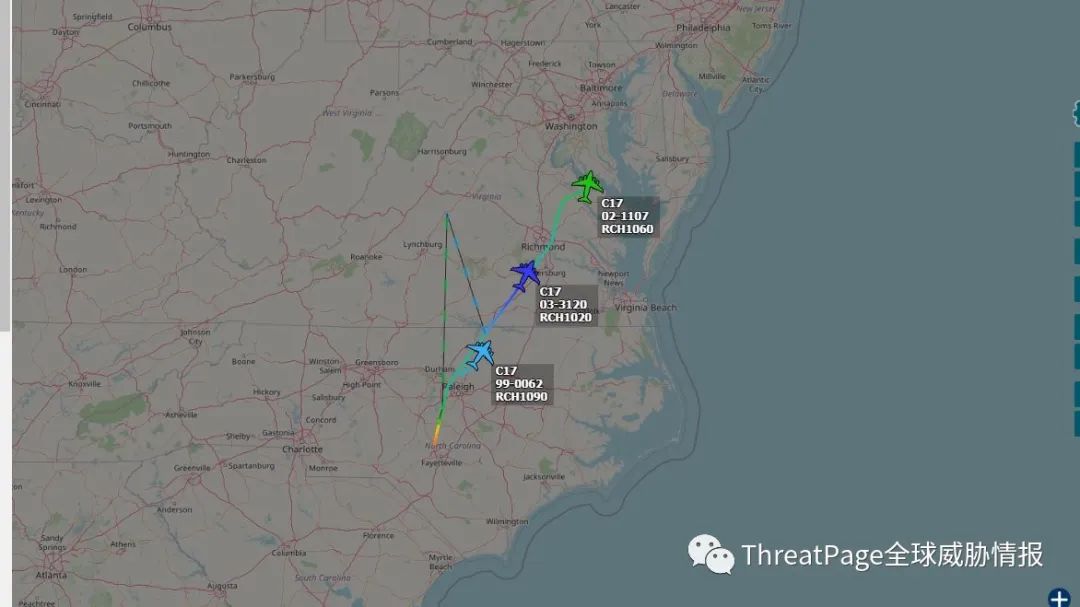 Springfield
Columbus
Dayton
Lancaster
York
New Jersey
Philadelphia
Toms River
Cumberland
Hagerstown
Wilmington
Frederick
Towson
Chillicothe
Parkersburg
Parsons
Winchester
Baltimore
Millville
Atlantic
City
Cincinnati
Annapolis
Delaware
Portsmouth
West Virginia
Washington
Huntington
Charleston
Harrisonburg
Salisbury
nkfort
Lexington
Kentucky
Richmond
Virginia
C17
02-1107
RCH1060
London
Lynchburg
Roanoke
Richmond
ersburg
Newport
News
C17
03-3120
RCH1020
Virginia Beach
Johnson
City
Boone
Winston
Salem
Greensboro
High Point
Durham
Raleigh
C17
99-0062
RCH1090
Knoxville
Hickory
Salisbury
Asheville
Concord
Shelby
Gastonia
Charlotte
North Carolina
Fayetteville
Greenville
Spartanburg
Monroe
Jacksonville
on
Anderson
Wilmington
Sandy
Springs
Athens
Columbia
Florence
Myrtle
Beach
Atlanta
South Carolina
Augusta
Peachtree
ThreatPage全球威胁情报